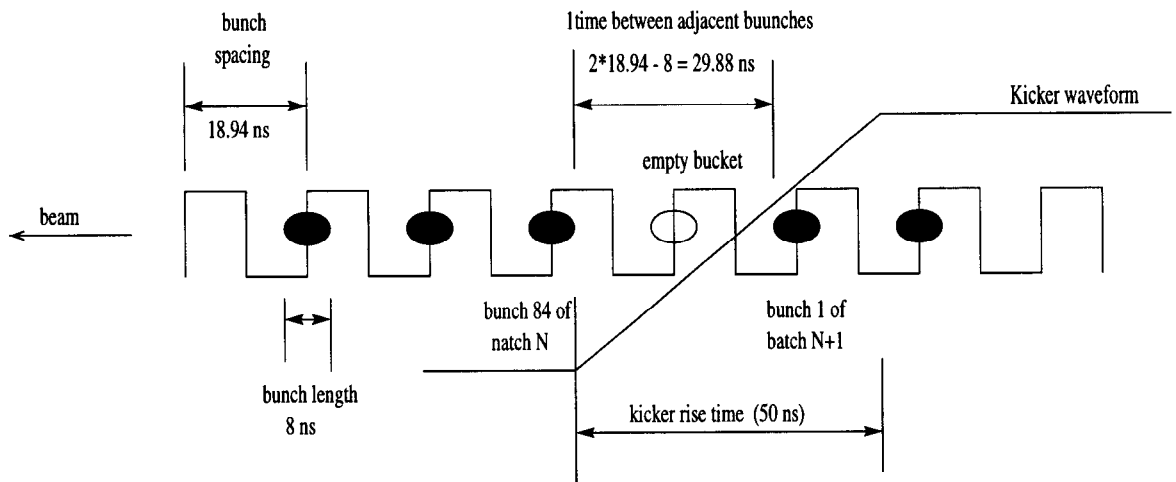 bunch
spacing
18.94 ns
1time between adjacent buunches
2*18.94 - 8 = 29.88 ns
Kicker waveform
empty bucket
beam
bunch 84 of
natch N
bunch 1 of
batch N+1
bunch length
8 ns
kicker rise time (50 ns)